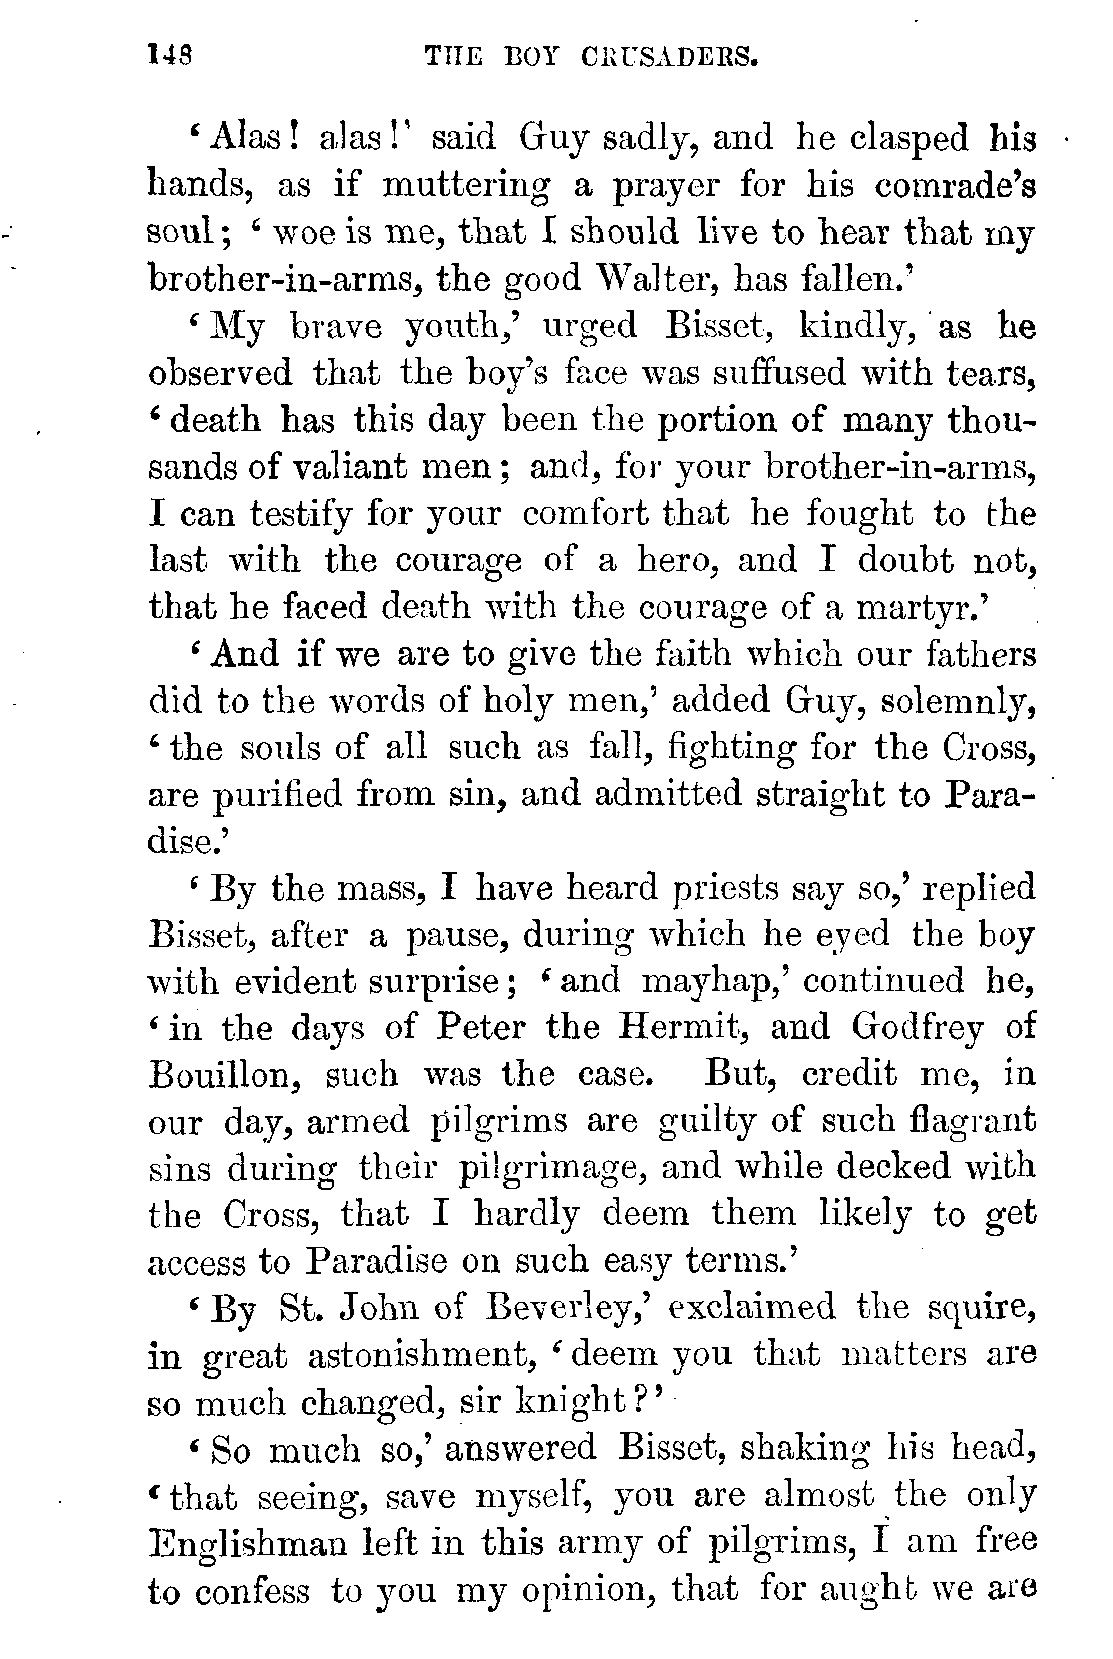 148 THE BOY CRUSADERS.
‘Alas! alas!’ said Guy sadly, and he clasped his
hands, as if muttering a prayer for his comrade’s
soul; ‘woe is me, that I should live to hear that my
brother-in-arms, the good Walter, has fallen.’
‘My brave youth,’ urged Bisset, kindly, as he
observed that the boy’s face was suffused with tears,
‘death has this day been the portion of many thou-
sands of valiant men; and, for your brother-in-arms,
I can testify for your comfort that he fought to the
last with the courage of a hero, and I doubt not,
that he faced death with the courage of a martyr.’
‘And if we are to give the faith which our fathers
did to the words of holy men,’ added Guy, solemnly,
‘the souls of all such as fall, fighting for the Cross,
are purified from sin, and admitted straight to Para-
dise.’
‘By the mass, I have heard priests say so,’ replied
Bisset, after a pause, during which he eyed the boy
with evident surprise; ‘and mayhap,’ continued he,
‘in the days of Peter the Hermit, and Godfrey of
Bouillon, such was the case. But, credit me, in
our day, armed pilgrims are guilty of such flagrant
sins during their pilgrimage, and while decked with
the Cross, that I hardly deem them likely to get
access to Paradise on such easy terms.’
‘By St. John of Beverley,’ exclaimed the squire,
in great astonishment, ‘deem you that matters are
so much changed, sir knight?’
‘So much so,’ answered Bisset, shaking his head,
‘that seeing, save myself, you are almost the only
Englishman left in this army of pilgrims, I am free
to confess to you my opinion, that for aught we are